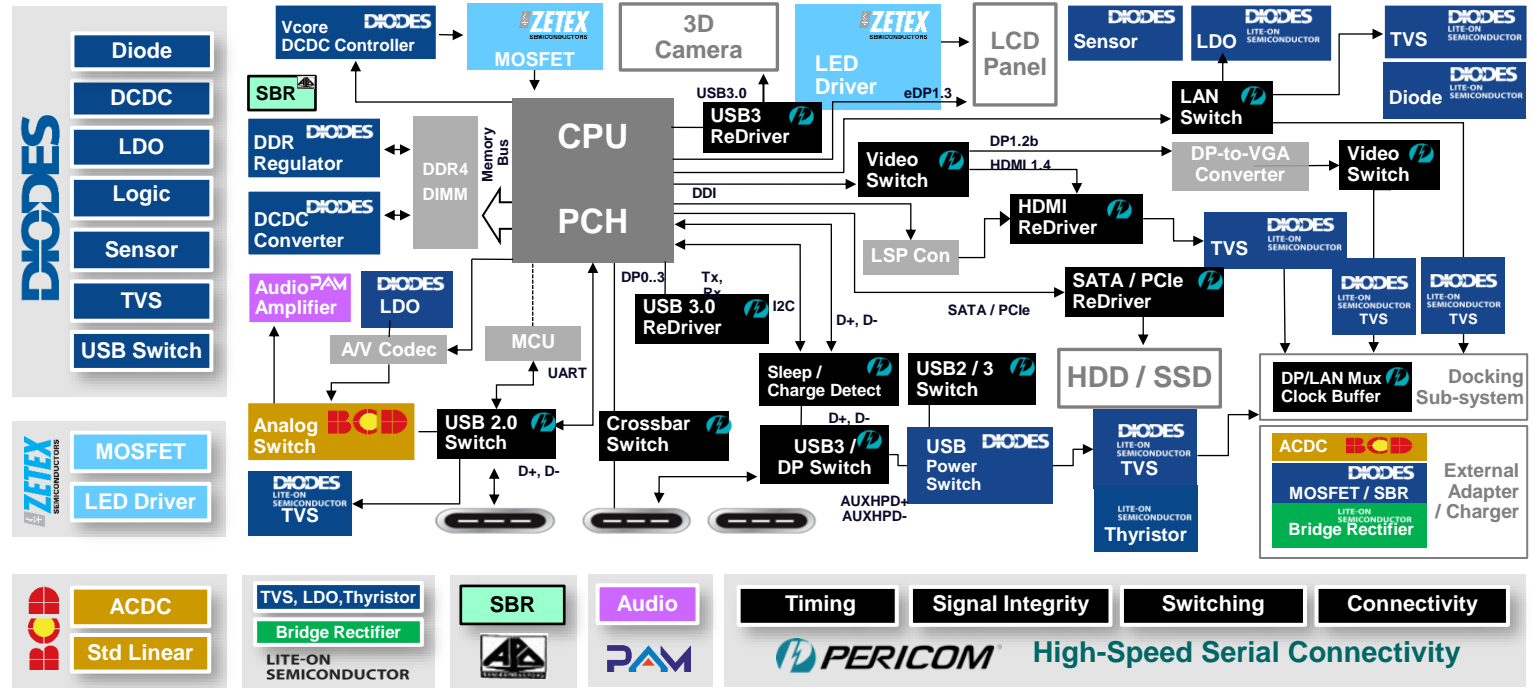 DIODES
Diode
DCDC
LDO
Logic
Sensor
TVS
USB Switch
ZETEX
SEMICONDUCTORS
MOSFET
LED Driver
Vcore
DCDC Controller
DIODES
ZETEX
SEMICONDUCTORS
MOSFET
3D
Camera
ZETEX
SEMICONDUCTORS
LED
Driver
LCD
Panel
DIODES
Sensor
DIODES
LITE-ON
SEMICONDUCTOR
LDO
DIODES
LITE-ON
SEMICONDUCTOR
TVS
DIODES
LITE-ON
SEMICONDUCTOR
Diode
SBR
USB3.0
eDP1.3
USB3
ReDriver
LAN
Switch
CPU
PCH
DIODES
DDR
Regulator
DIODES
DCDC
Converter
DDR4
DIMM
Memory
Bus
Video
Switch
DP1.2b
HDMI 1.4
DP-to-VGA
Converter
Video
Switch
DDI
HDMI
ReDriver
LSP Con
DIODES
LITE-ON
SEMICONDUCTOR
TVS
Audio PAM
Amplifier
DIODES
LDO
A/V Codec
MCU
UART
DP0..3
Tx,
Rx
USB 3.0
ReDriver
I2C
D+, D-
SATA / PCIe
SATA / PCIe
ReDriver
DIODES
LITE-ON
SEMICONDUCTOR
TVS
DIODES
LITE-ON
SEMICONDUCTOR
TVS
Sleep /
Charge Detect
USB2 / 3
Switch
HDD / SSD
DP/LAN Mux
Clock Buffer
Docking
Sub-system
Analog
Switch
BCD
USB 2.0
Switch
Crossbar
Switch
D+, D-
USB3 /
DP Switch
DIODES
USB
Power
Switch
DIODES
LITE-ON
SEMICONDUCTOR
TVS
LITE-ON
SEMICONDUCTOR
Thyristor
ACDC BCD
DIODES
MOSFET / SBR
LITE-ON
SEMICONDUCTOR
Bridge Rectifier
External
Adapter
/ Charger
DIODES
LITE-ON
SEMICONDUCTOR
TVS
D+, D-
AUXHPD+
AUXHPD-
BCD
ACDC
Std Linear
TVS, LDO,Thyristor
Bridge Rectifier
LITE-ON
SEMICONDUCTOR
SBR
Audio
PAM
Timing
Signal Integrity
Switching
Connectivity
PERICOM
High-Speed Serial Connectivity